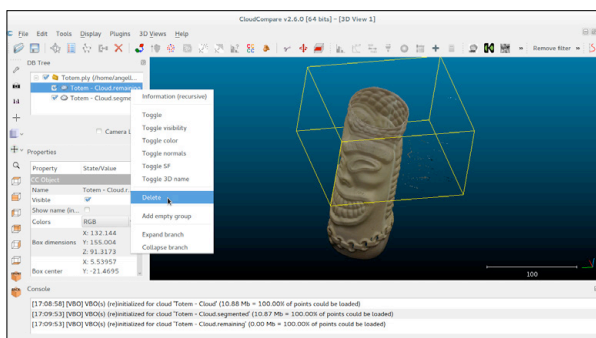 CloudCompare v2.6.0 [64 bits] - [3D View 1]
File Edit Tools Display Plugins 3D Views Help
Remove filter
DB Tree
Totem.ply (/home/angeli...
Totem - Cloud.remaining
Totem - Cloud.segme
Camera L
Properties
Property State/Value
CC Object
Name Totem - Cloud.r
Visible
Show name (in...
Colors RGB
X: 132.144
Box dimensions Y: 155.004
Z: 91.3173
X: 5.53957
Box center Y: -21.4695
Information (recursive)
Toggle
Toggle visibility
Toggle color
Toggle normals
Toggle SF
Toggle 3D name
Delete
Add empty group
Expand branch
Collapse branch
100
Console
[17:08:58] [VBO] VBO(s) (re)initialized for cloud 'Totem - Cloud' (10.88 Mb = 100.00% of points could be loaded)
[17:09:53] [VBO] VBO(s) (re)initialized for cloud 'Totem - Cloud.segmented' (10.87 Mb = 100.00% of points could be loaded)
[17:09:53] [VBO] VBO(s) (re)initialized for cloud 'Totem - Cloud.remaining' (0.00 Mb = 100.00% of points could be loaded)